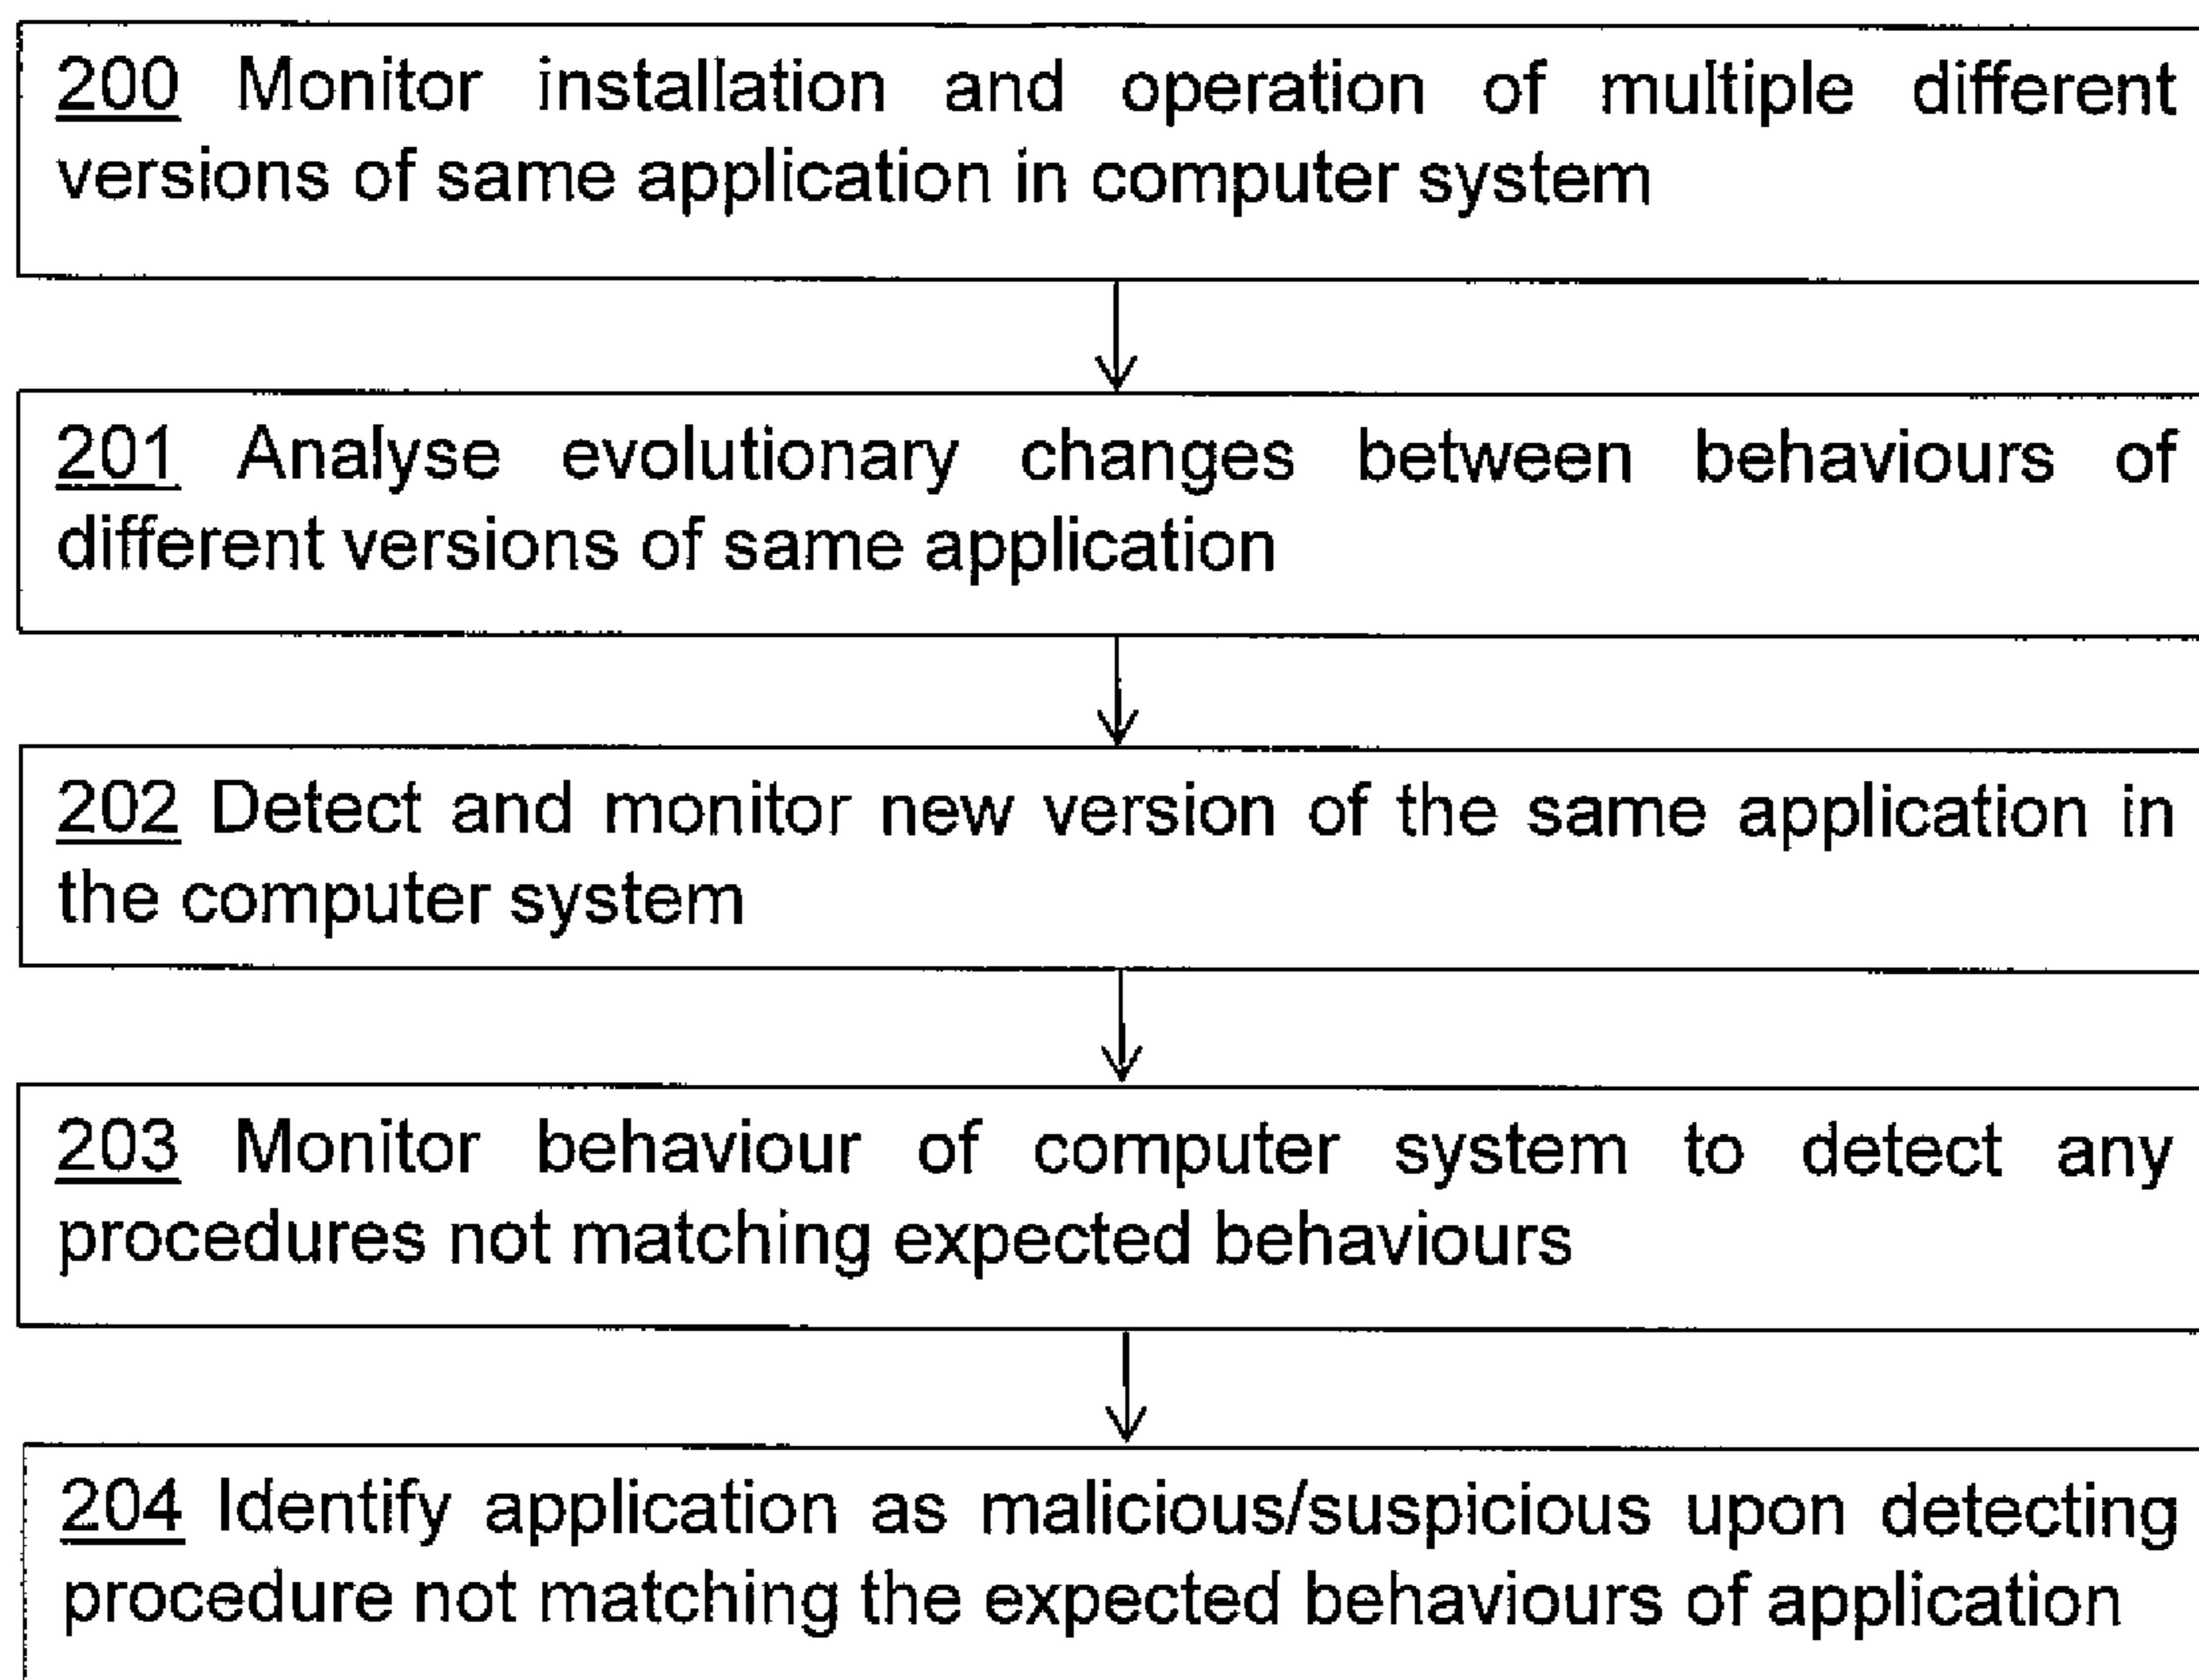 200 Monitor installation and operation of multiple different
versions of same application in computer system
201 Analyse evolutionary changes between behaviours of
different versions of same application
202 Detect and monitor new version of the same application in
the computer system
203 Monitor behaviour of computer system to detect any
procedures not matching expected behaviours
204 Identify application as malicious/suspicious upon detecting
procedure not matching the expected behaviours of application